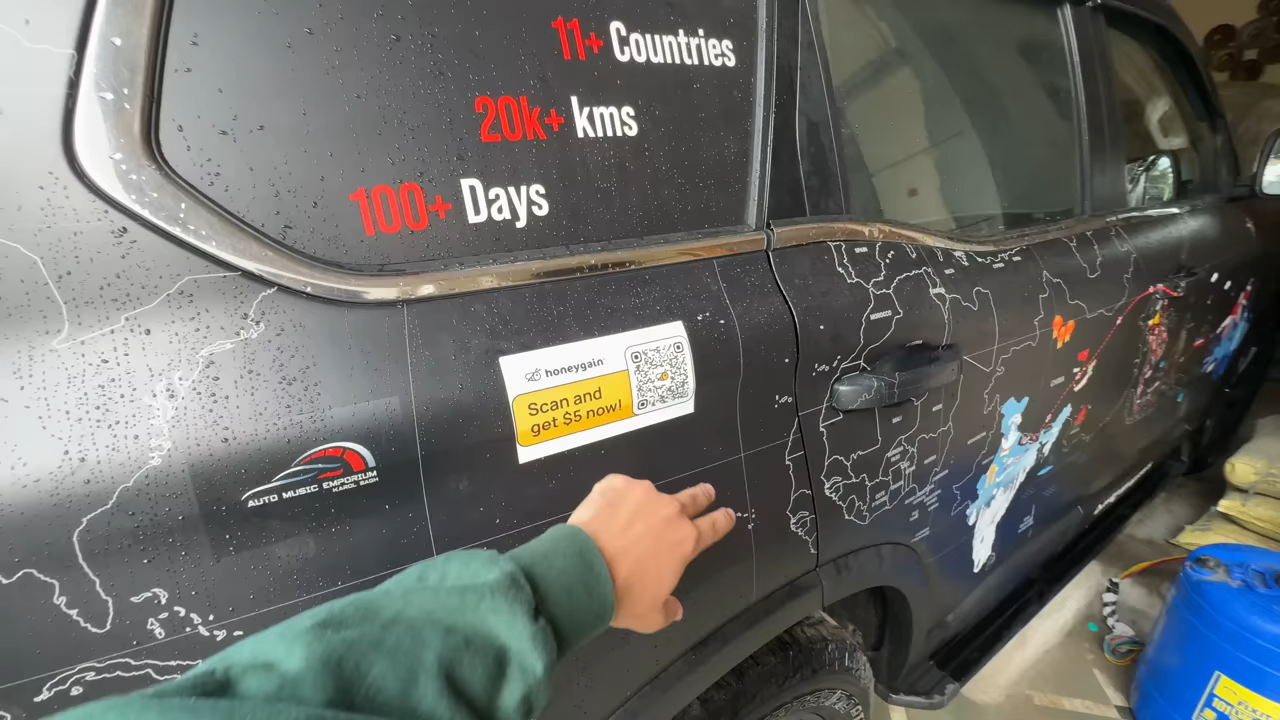 11+ Countries
20k+ kms
100+ Days
honeygain
Scan and
get $5 now!
AUTO MUSIC EMPORIUM
KAROL BAGH
MOROCCO